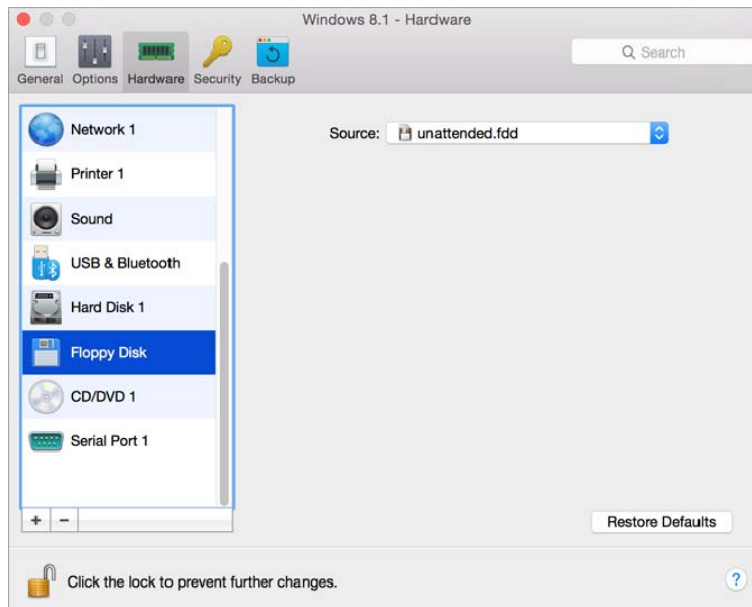 Windows 8.1 - Hardware
General Options Hardware Security Backup
Search
Network 1
Source: unattended.fdd
Printer 1
Sound
USB & Bluetooth
Hard Disk 1
Floppy Disk
CD/DVD 1
Serial Port 1
+ −
Restore Defaults
Click the lock to prevent further changes.
?